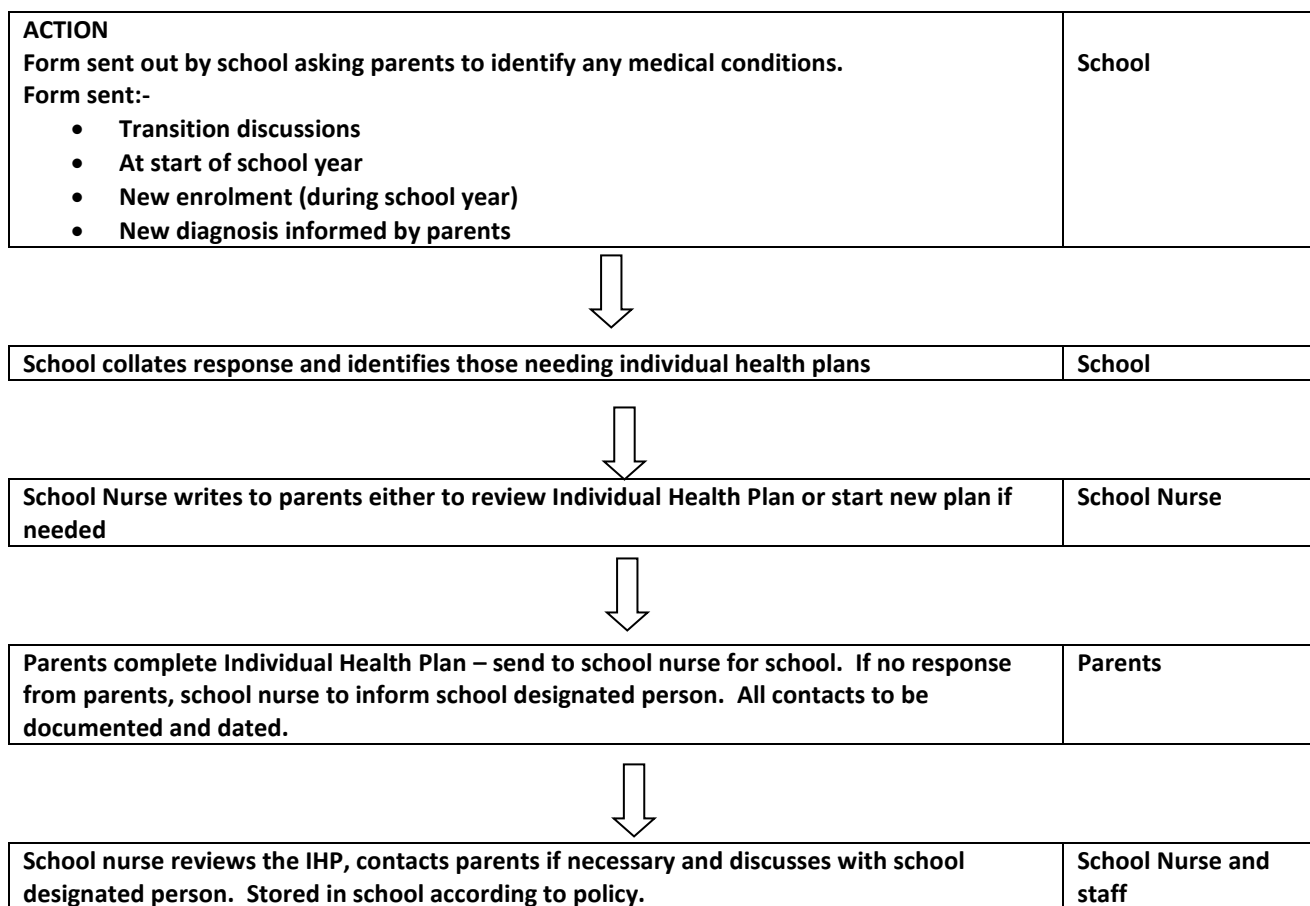 ACTION
Form sent out by school asking parents to identify any medical conditions.
School
Form sent:-
• Transition discussions
• At start of school year
• New enrolment (during school year)
• New diagnosis informed by parents
School collates response and identifies those needing individual health plans
School
School Nurse writes to parents either to review Individual Health Plan or start new plan if
needed
School Nurse
Parents complete Individual Health Plan – send to school nurse for school.  If no response
from parents, school nurse to inform school designated person.  All contacts to be
documented and dated.
Parents
School nurse reviews the IHP, contacts parents if necessary and discusses with school
designated person.  Stored in school according to policy.
School Nurse and
staff